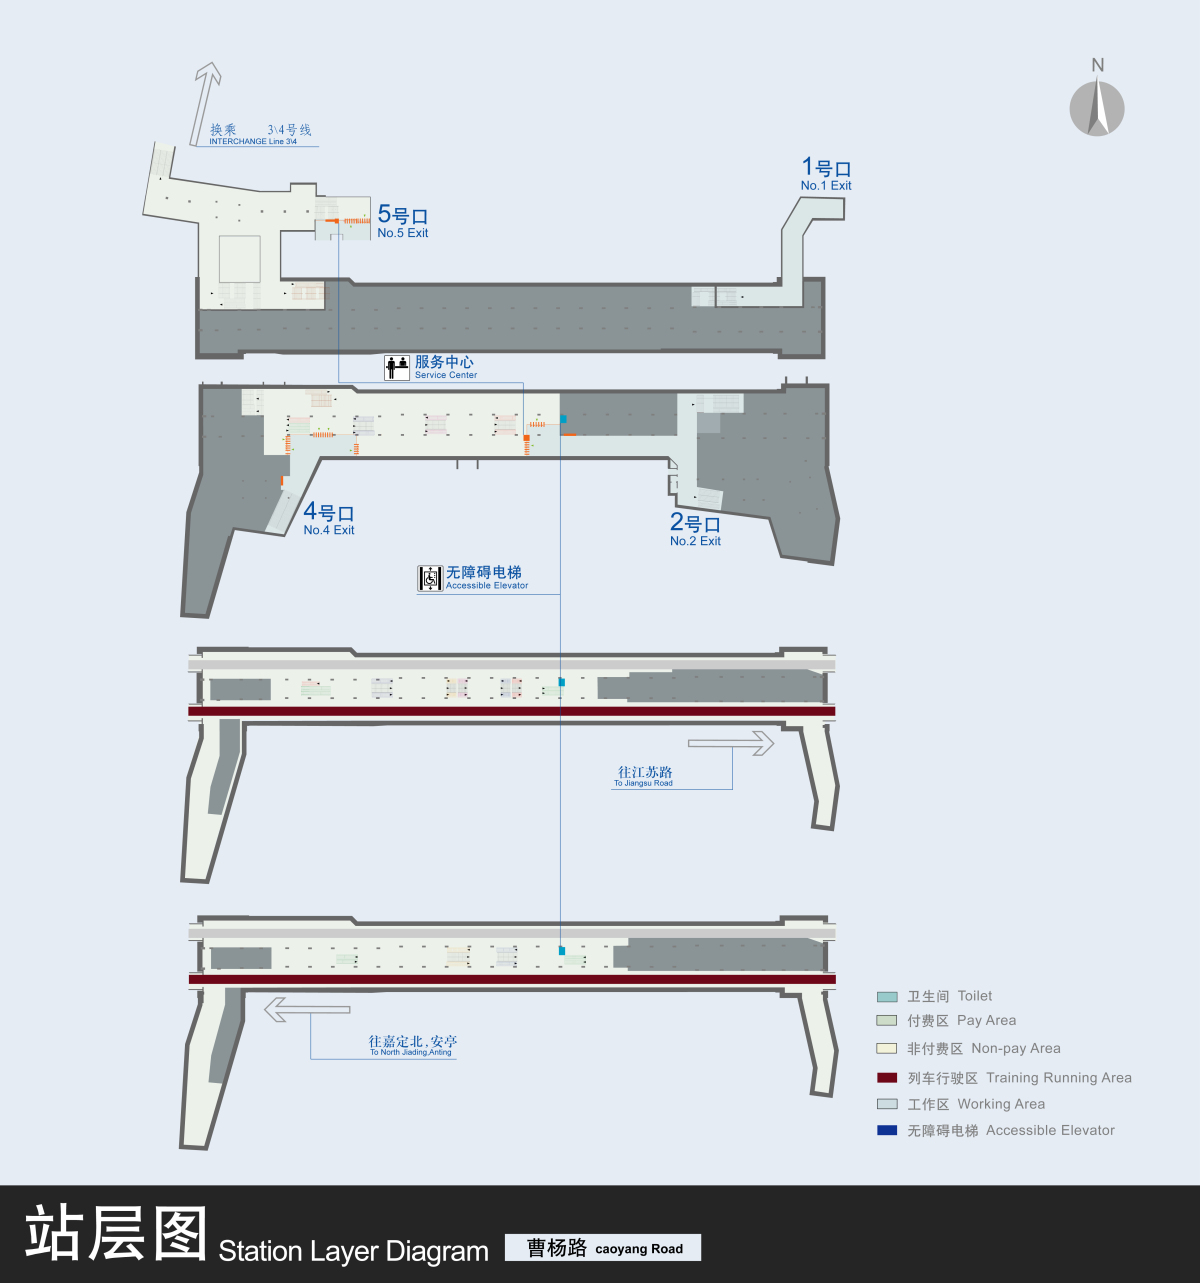 N
换乘 3\4号线
INTERCHANGE Line 3\4
1号口
No.1 Exit
5号口
No.5 Exit
服务中心
Service Center
4号口
No.4 Exit
2号口
No.2 Exit
无障碍电梯
Accessible Elevator
往江苏路
To Jiangsu Road
往嘉定北,安亭
To North Jiading,Anting
卫生间 Toilet
付费区 Pay Area
非付费区 Non-pay Area
列车行驶区 Training Running Area
工作区 Working Area
无障碍电梯 Accessible Elevator
站层图 Station Layer Diagram 曹杨路 caoyang Road